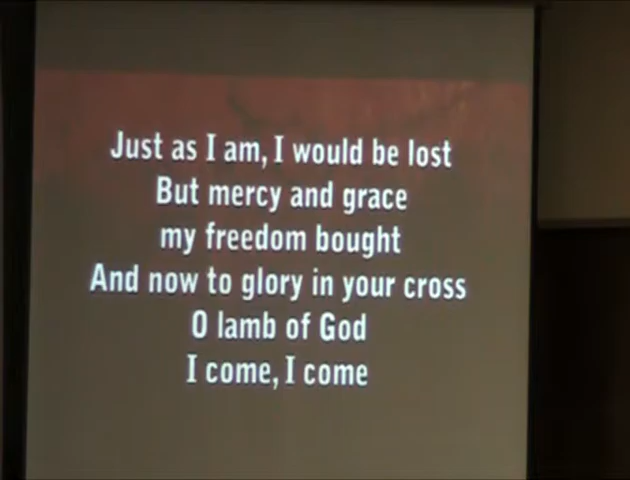 Just as I am, I would be lost
But mercy and grace
my freedom bought
And now to glory in your cross
O lamb of God
I come, I come